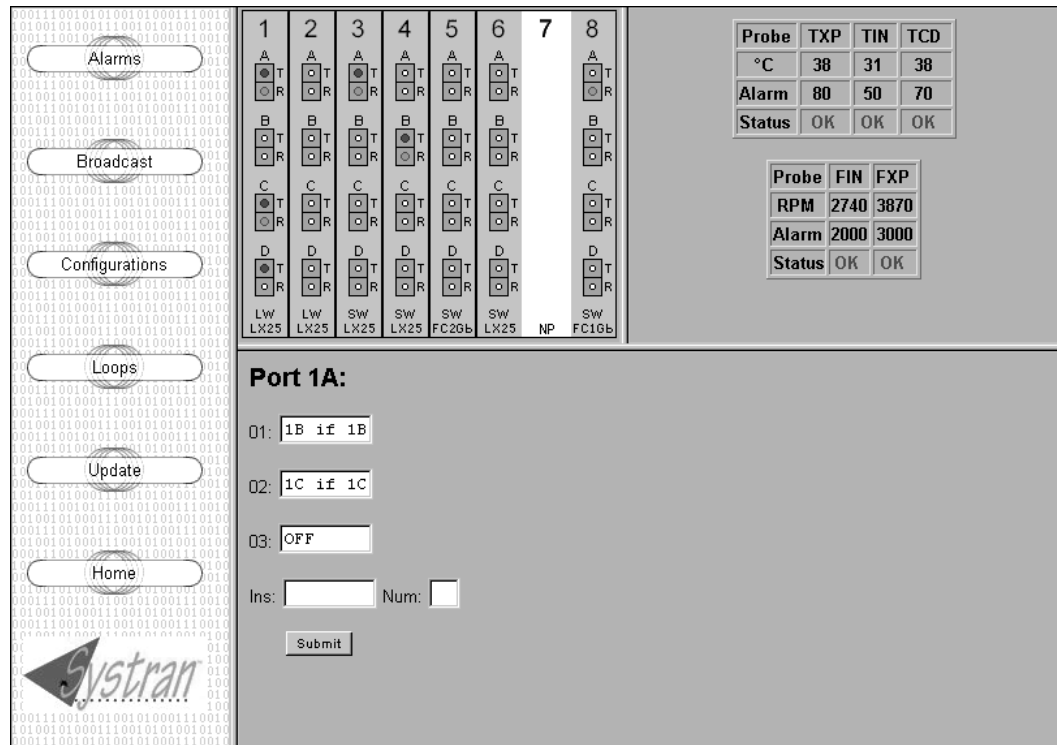 Alarms
Broadcast
Configurations
Loops
Update
Home
Systran
1 2 3 4 5 6 7 8
A A A A A A A
T T T T T T T
R R R R R R R
B B B B B B B
T T T T T T T
R R R R R R R
C C C C C C C
T T T T T T T
R R R R R R R
D D D D D D D
T T T T T T T
R R R R R R R
LW LW SW SW SW SW SW
LX25 LX25 LX25 LX25 FC2Gb LX25 NP FC1Gb
Probe TXP TIN TCD
°C 38 31 38
Alarm 80 50 70
Status OK OK OK
Probe FIN FXP
RPM 2740 3870
Alarm 2000 3000
Status OK OK
Port 1A:
01: 1B if 1B
02: 1C if 1C
03: OFF
Ins: Num:
Submit